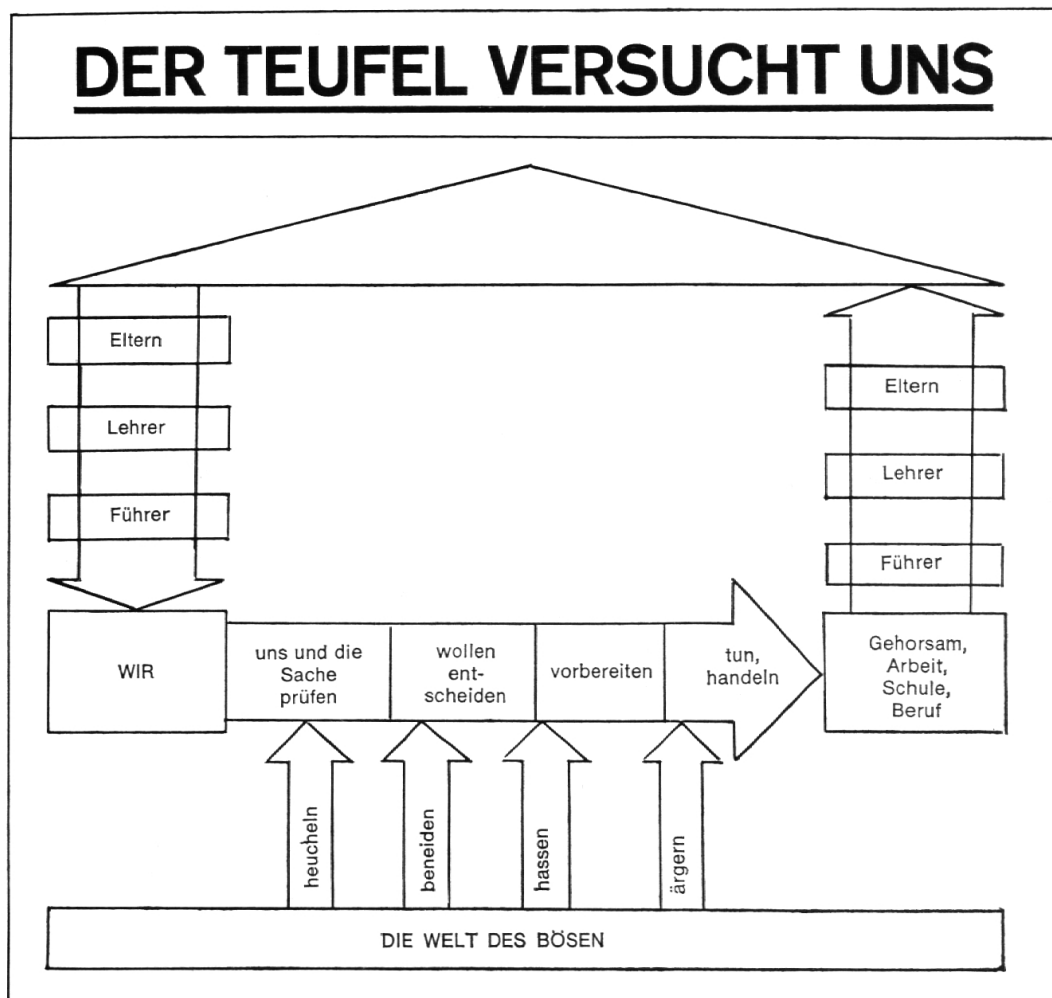 DER TEUFEL VERSUCHT UNS
Eltern
Lehrer
Führer
WIR
uns und die
Sache
prüfen
wollen
ent-
scheiden
vorbereiten
tun,
handeln
Gehorsam,
Arbeit,
Schule,
Beruf
Eltern
Lehrer
Führer
heucheln
beneiden
hassen
ärgern
DIE WELT DES BÖSEN